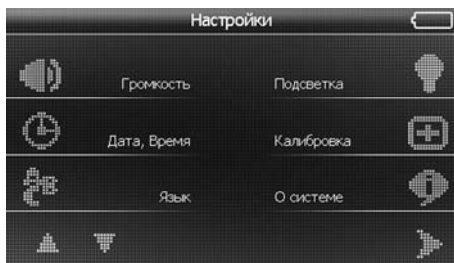 Настройки
Громкость Подсветка
Дата, Время Калибровка
Язык О системе